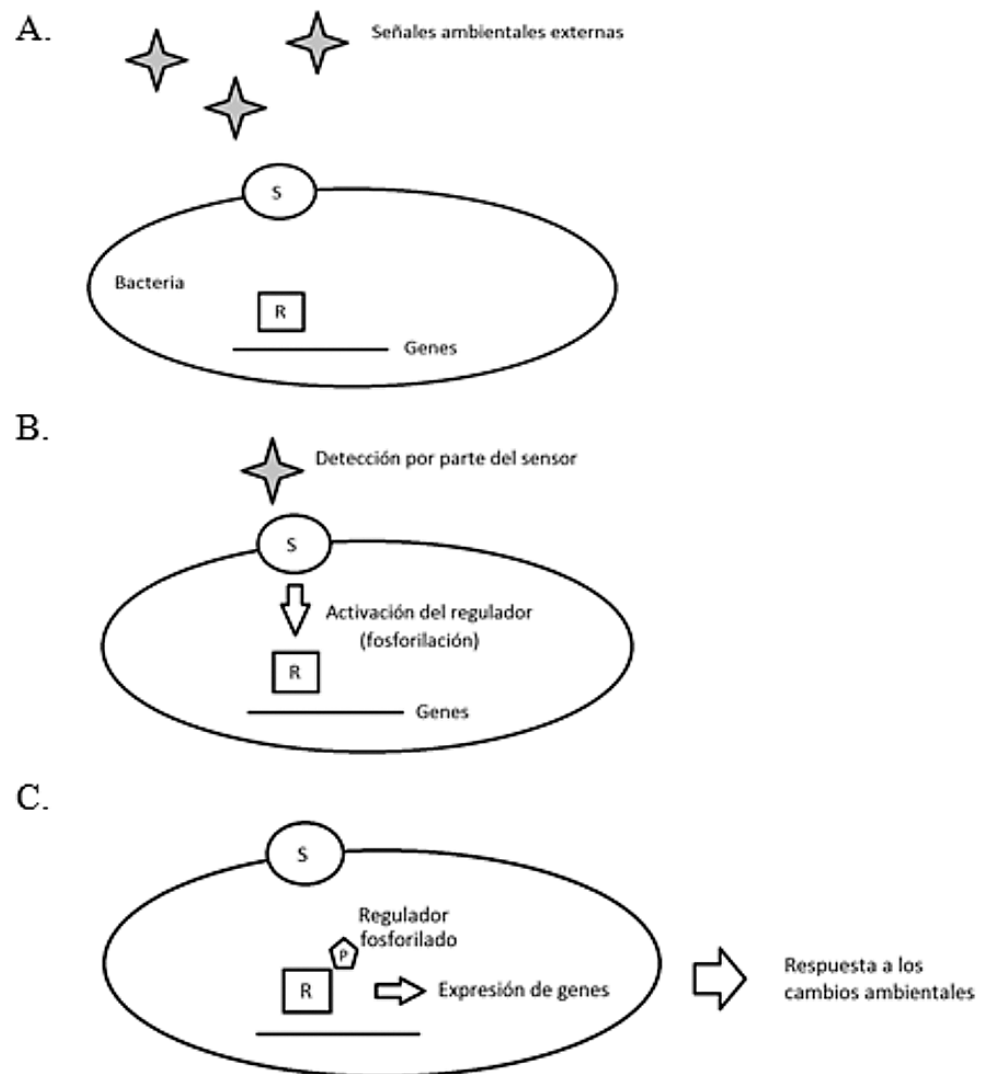 A.
Señales ambientales externas
S
Bacteria
R
Genes
B.
Detección por parte del sensor
S
Activación del regulador
(fosforilación)
R
Genes
C.
S
Regulador
fosforilado
P
R
Expresión de genes
Respuesta a los
cambios ambientales